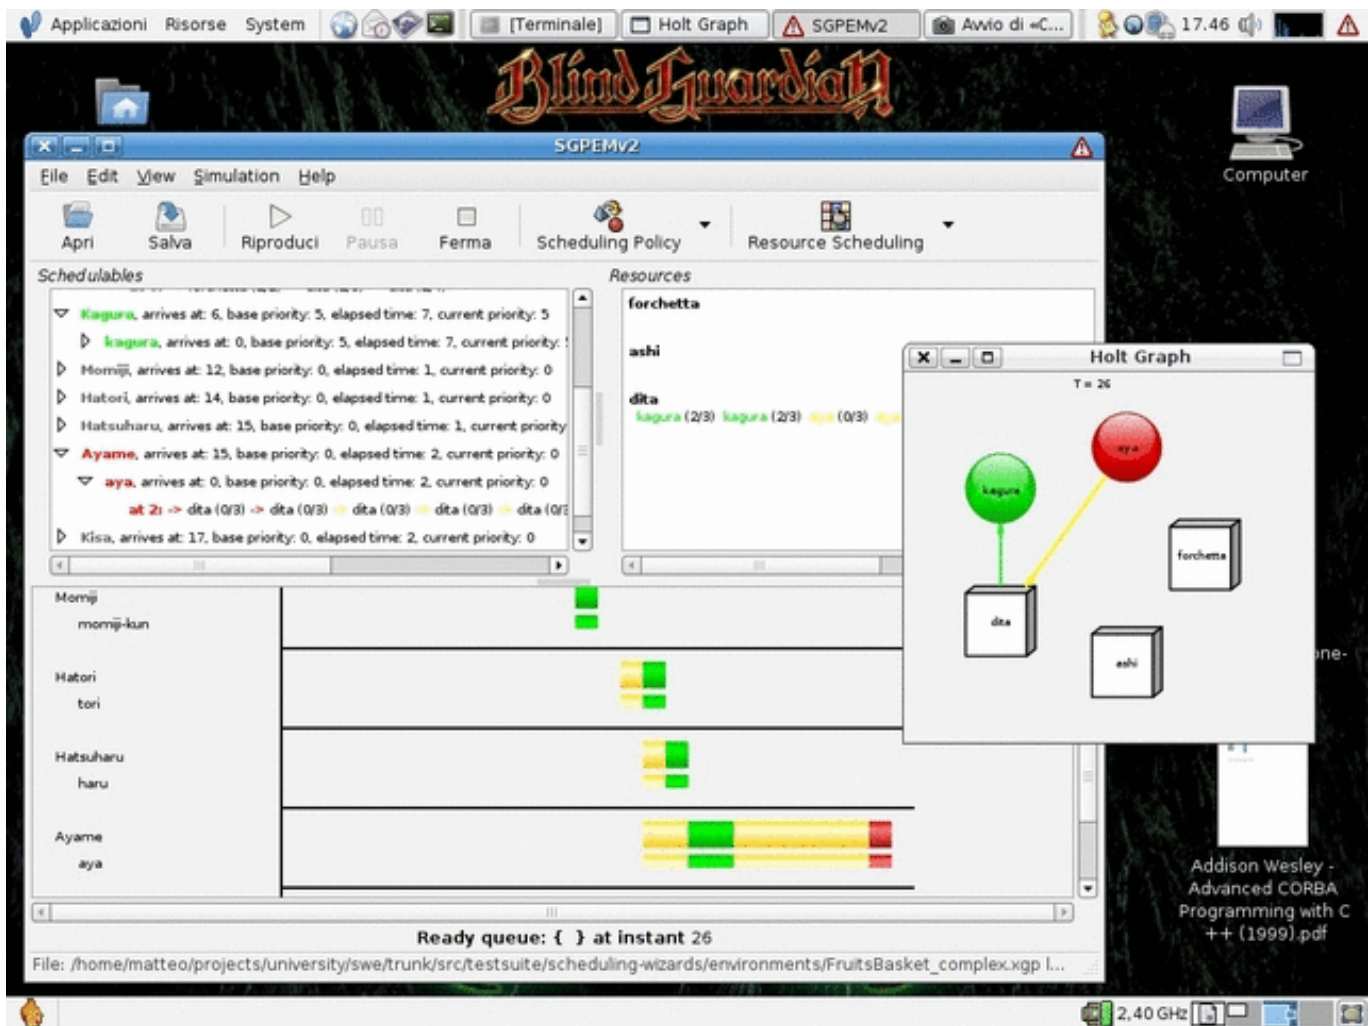 Applicazioni Risorse System [Terminale] Holt Graph SGPEMv2 Avvio di «C... 17.46
Blind Guardian
SGPEMv2
Computer
File Edit View Simulation Help
Apri Salva Riproduci Pausa Ferma Scheduling Policy Resource Scheduling
Schedulables
Kagura, arrives at: 6, base priority: 5, elapsed time: 7, current priority: 5
kagura, arrives at: 0, base priority: 5, elapsed time: 7, current priority:
Momiji, arrives at: 12, base priority: 0, elapsed time: 1, current priority: 0
Hatori, arrives at: 14, base priority: 0, elapsed time: 1, current priority: 0
Hatsuharu, arrives at: 15, base priority: 0, elapsed time: 1, current priority
Ayame, arrives at: 15, base priority: 0, elapsed time: 2, current priority: 0
aya, arrives at: 0, base priority: 0, elapsed time: 2, current priority: 0
at 2: -> dita (0/3) -> dita (0/3) -> dita (0/3) -> dita (0/3) -> dita (0/3
Kisa, arrives at: 17, base priority: 0, elapsed time: 2, current priority: 0
Resources
forchetta
ashi
dita
kagura (2/3) kagura (2/3) aya (0/3) aya
Holt Graph
T = 26
kagura
aya
forchetta
dita
ashi
Momiji
momiji-kun
Hatori
tori
Hatsuharu
haru
Ayame
aya
Ready queue: { } at instant 26
File: /home/matteo/projects/university/swe/trunk/src/testsuite/scheduling-wizards/environments/FruitsBasket_complex.xgp l...
one-
Addison Wesley -
Advanced CORBA
Programming with C
++ (1999).pdf
2,40 GHz